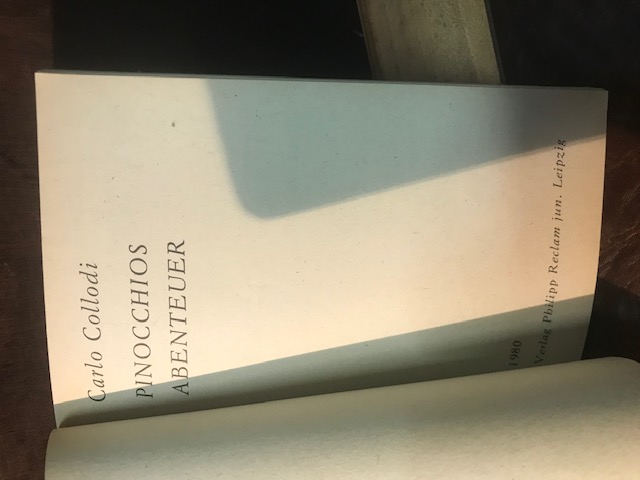 Carlo Collodi
PINOCCHIOS
ABENTEUER
1980
Verlag Philipp Reclam jun. Leipzig